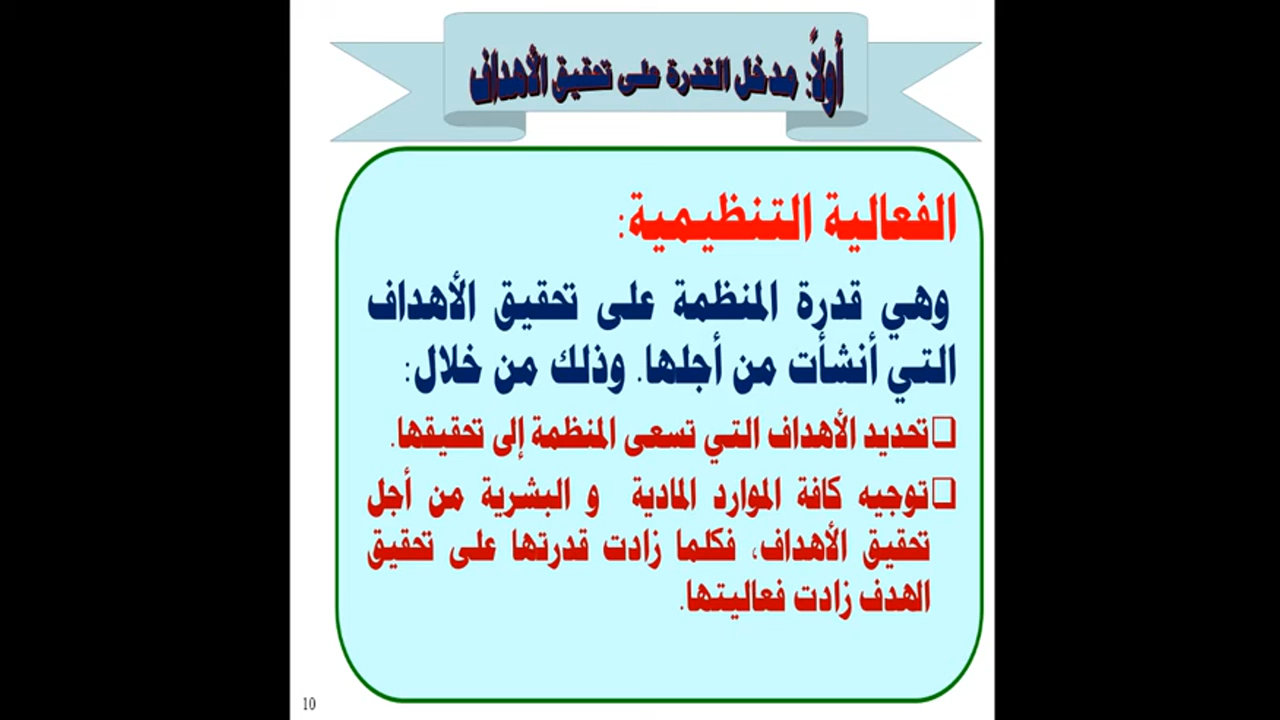 أولاً: مدخل القدرة على تحقيق الأهداف
الفعالية التنظيمية:
وهي قدرة المنظمة على تحقيق الأهداف
التي أنشأت من أجلها. وذلك من خلال:
❑تحديد الأهداف التي تسعى المنظمة إلى تحقيقها.
❑توجيه كافة الموارد المادية و البشرية من أجل
تحقيق الأهداف، فكلما زادت قدرتها على تحقيق
الهدف زادت فعاليتها.
10